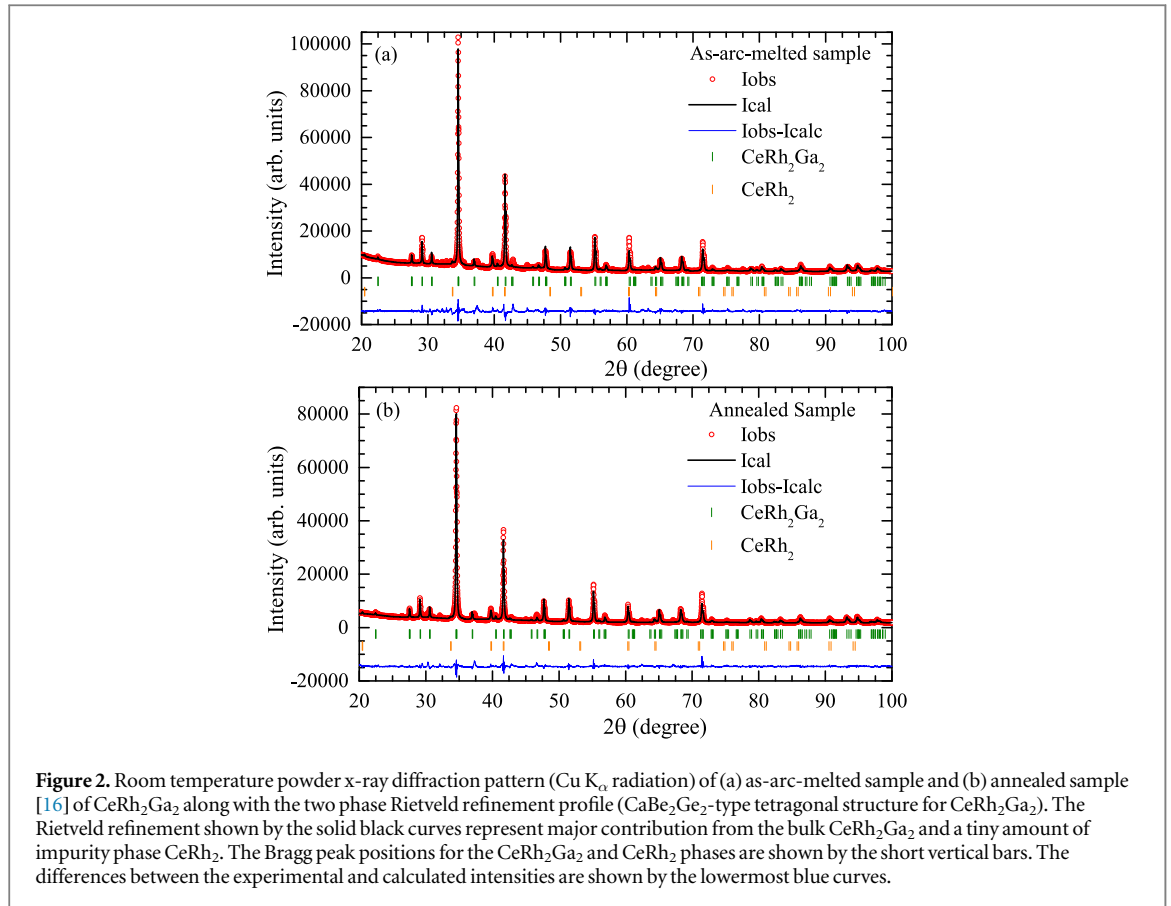 (a)
As-arc-melted sample
Iobs
Ical
Iobs-Icalc
CeRh₂Ga₂
CeRh₂
Intensity (arb. units)
100000
80000
60000
40000
20000
0
-20000
20 30 40 50 60 70 80 90 100
2θ (degree)
(b)
Annealed Sample
Iobs
Ical
Iobs-Icalc
CeRh₂Ga₂
CeRh₂
Intensity (arb. units)
80000
60000
40000
20000
0
-20000
20 30 40 50 60 70 80 90 100
2θ (degree)
Figure 2. Room temperature powder x-ray diffraction pattern (Cu Kα radiation) of (a) as-arc-melted sample and (b) annealed sample
[16] of CeRh₂Ga₂ along with the two phase Rietveld refinement profile (CaBe₂Ge₂-type tetragonal structure for CeRh₂Ga₂). The
Rietveld refinement shown by the solid black curves represent major contribution from the bulk CeRh₂Ga₂ and a tiny amount of
impurity phase CeRh₂. The Bragg peak positions for the CeRh₂Ga₂ and CeRh₂ phases are shown by the short vertical bars. The
differences between the experimental and calculated intensities are shown by the lowermost blue curves.